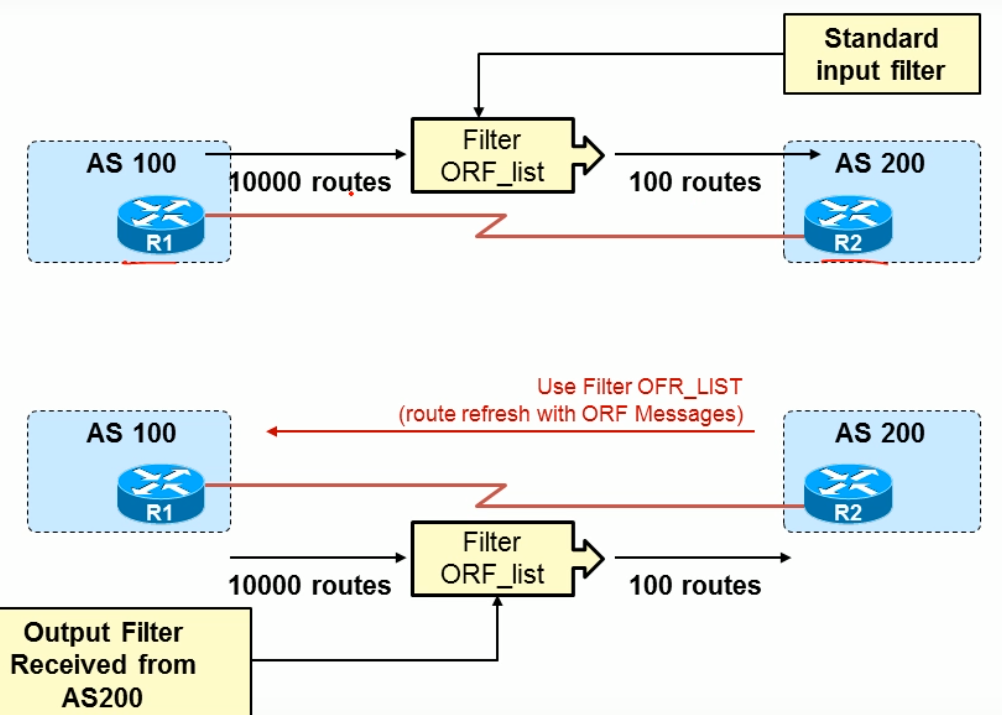 Standard
input filter
Filter
ORF_list
AS 100
10000 routes
100 routes
AS 200
R1
R2
Use Filter OFR_LIST
(route refresh with ORF Messages)
AS 100
AS 200
R1
R2
Filter
ORF_list
10000 routes
100 routes
Output Filter
Received from
AS200